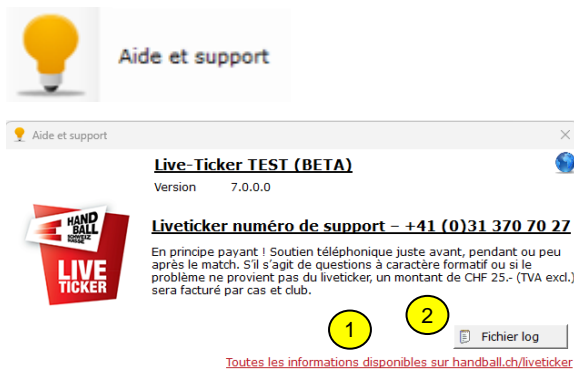 Aide et support
Aide et support
Live-Ticker TEST (BETA)
Version 7.0.0.0
HAND
BALL
SCHWEIZ
SUISSE
LIVE
TICKER
Liveticker numéro de support – +41 (0)31 370 70 27
En principe payant ! Soutien téléphonique juste avant, pendant ou peu
après le match. S'il s'agit de questions à caractère formatif ou si le
problème ne provient pas du liveticker, un montant de CHF 25.- (TVA excl.)
sera facturé par cas et club.
1
2
Fichier log
Toutes les informations disponibles sur handball.ch/liveticker